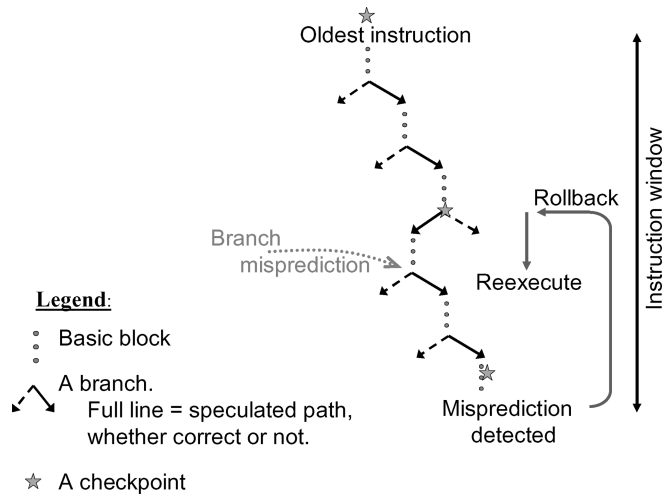 Oldest instruction
Rollback
Branch
misprediction
Reexecute
Instruction window
Legend:
Basic block
A branch.
Full line = speculated path,
whether correct or not.
Misprediction
detected
A checkpoint